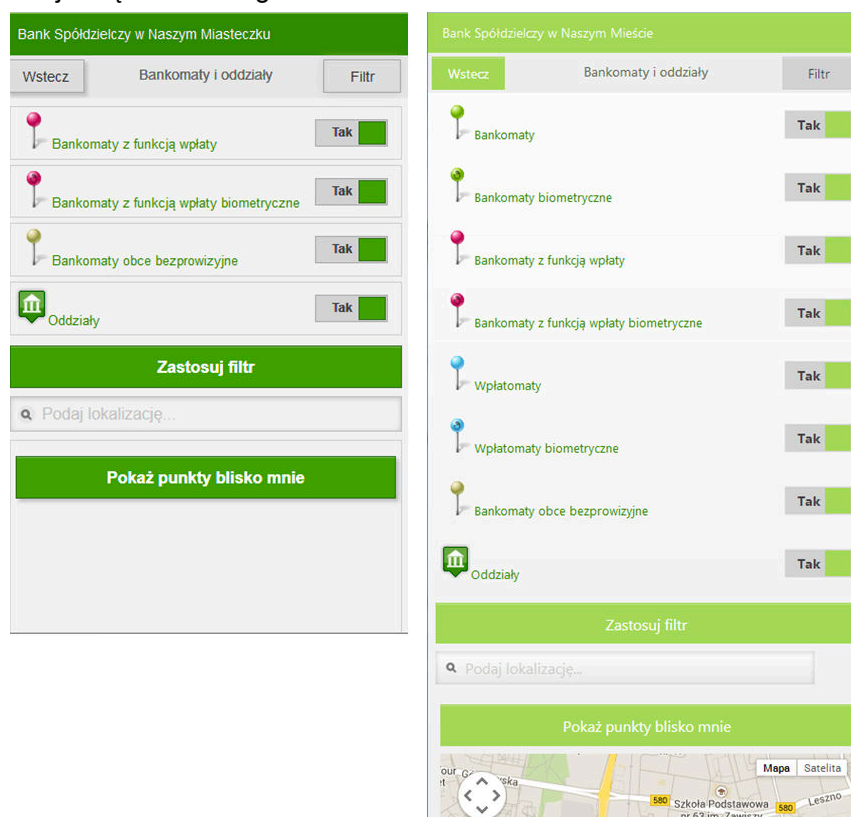 Bank Spółdzielczy w Naszym Miasteczku
Wstecz
Bankomaty i oddziały
Filtr
Bankomaty z funkcją wpłaty
Tak
Bankomaty z funkcją wpłaty biometryczne
Tak
Bankomaty obce bezprowizyjne
Tak
Oddziały
Tak
Zastosuj filtr
Podaj lokalizację...
Pokaż punkty blisko mnie
Bank Spółdzielczy w Naszym Mieście
Wstecz
Bankomaty i oddziały
Filtr
Bankomaty
Tak
Bankomaty biometryczne
Tak
Bankomaty z funkcją wpłaty
Tak
Bankomaty z funkcją wpłaty biometryczne
Tak
Wpłatomaty
Tak
Wpłatomaty biometryczne
Tak
Bankomaty obce bezprowizyjne
Tak
Oddziały
Tak
Zastosuj filtr
Podaj lokalizację...
Pokaż punkty blisko mnie
Mapa
Satelita
580
Szkoła Podstawowa
580
Leszno
nr 63 im. Zawiszy